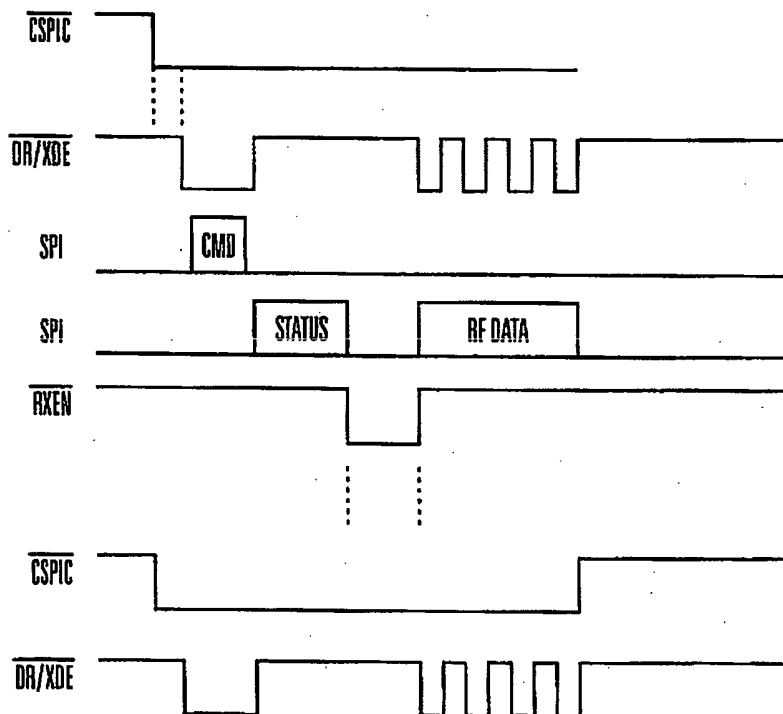 CSPIC
DR/XDE
SPI
CMD
SPI
STATUS
RF DATA
RXEN
CSPIC
DR/XDE